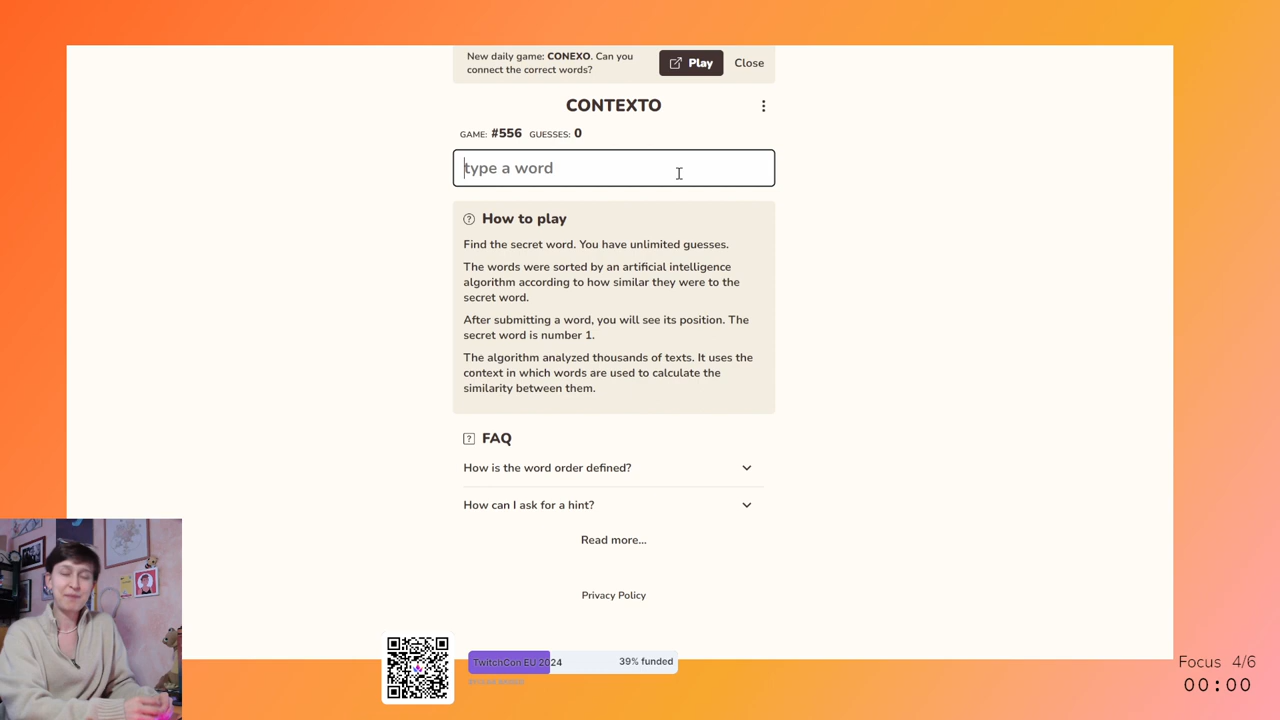 New daily game: CONEXO. Can you
connect the correct words?
Play
Close
CONTEXTO
GAME: #556 GUESSES: 0
type a word
How to play
Find the secret word. You have unlimited guesses.
The words were sorted by an artificial intelligence
algorithm according to how similar they were to the
secret word.
After submitting a word, you will see its position. The
secret word is number 1.
The algorithm analyzed thousands of texts. It uses the
context in which words are used to calculate the
similarity between them.
FAQ
How is the word order defined?
How can I ask for a hint?
Read more...
Privacy Policy
TwitchCon EU 2024
39% funded
Focus 4/6
00:00